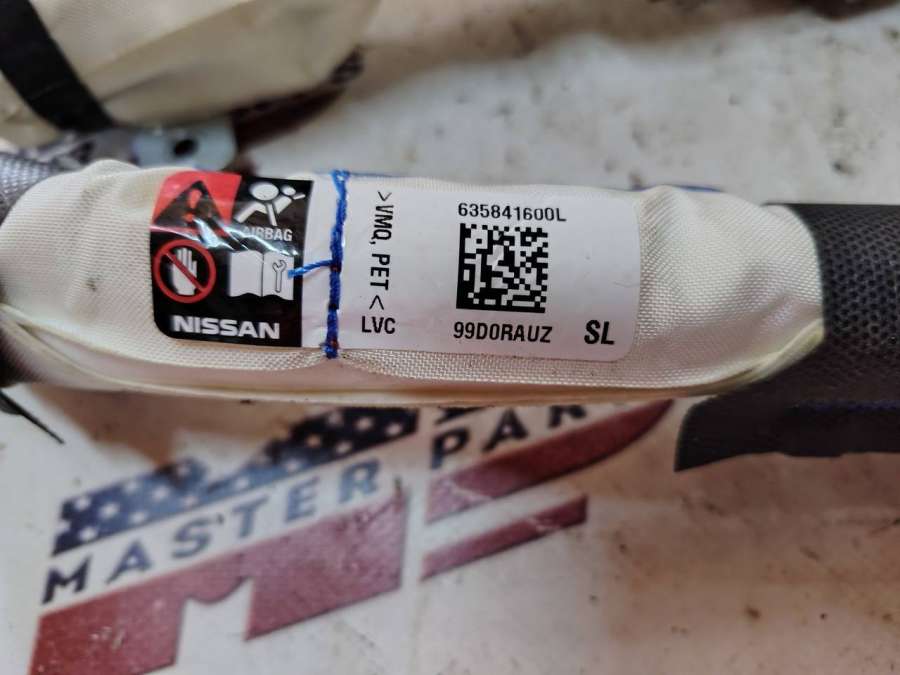 AIRBAG
NISSAN
>VMQ, PET<
LVC
635841600L
99D0RAUZ
SL
MASTER PAR